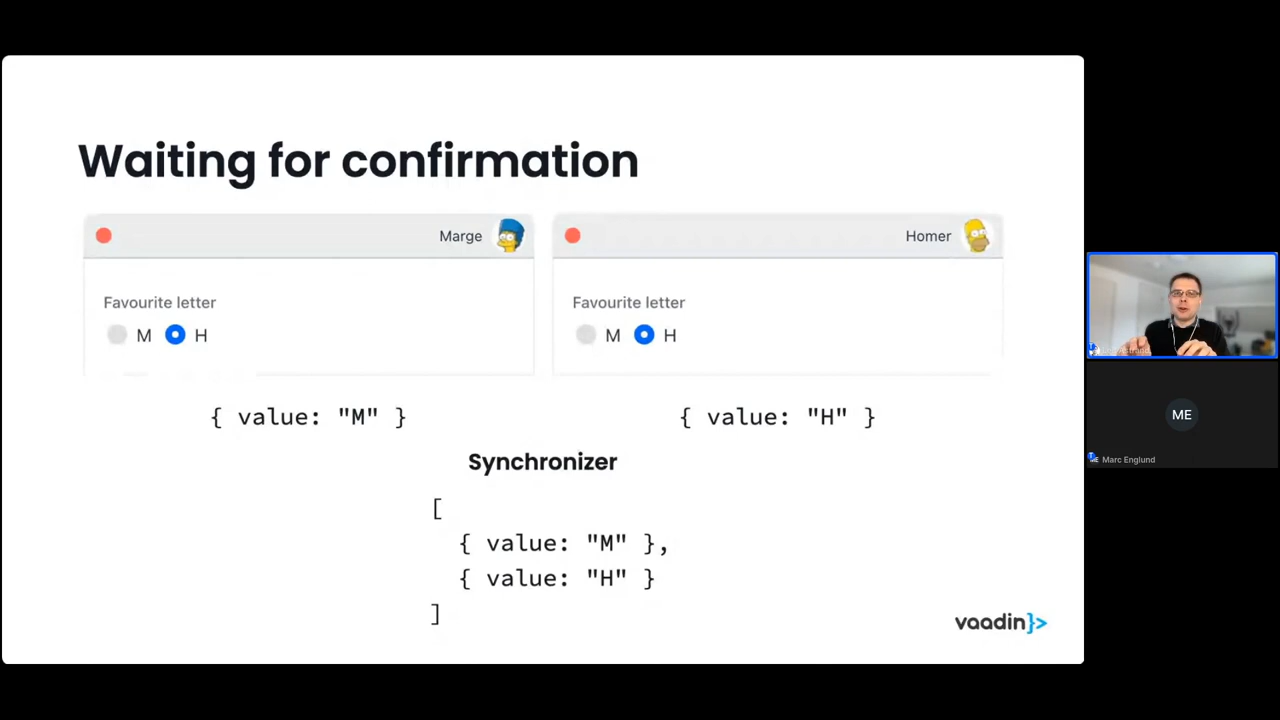 Waiting for confirmation
Marge
Homer
Favourite letter
M H
Favourite letter
M H
{ value: "M" }
{ value: "H" }
Synchronizer
[
{ value: "M" },
{ value: "H" }
]
vaadin}>
ME
Marc Englund